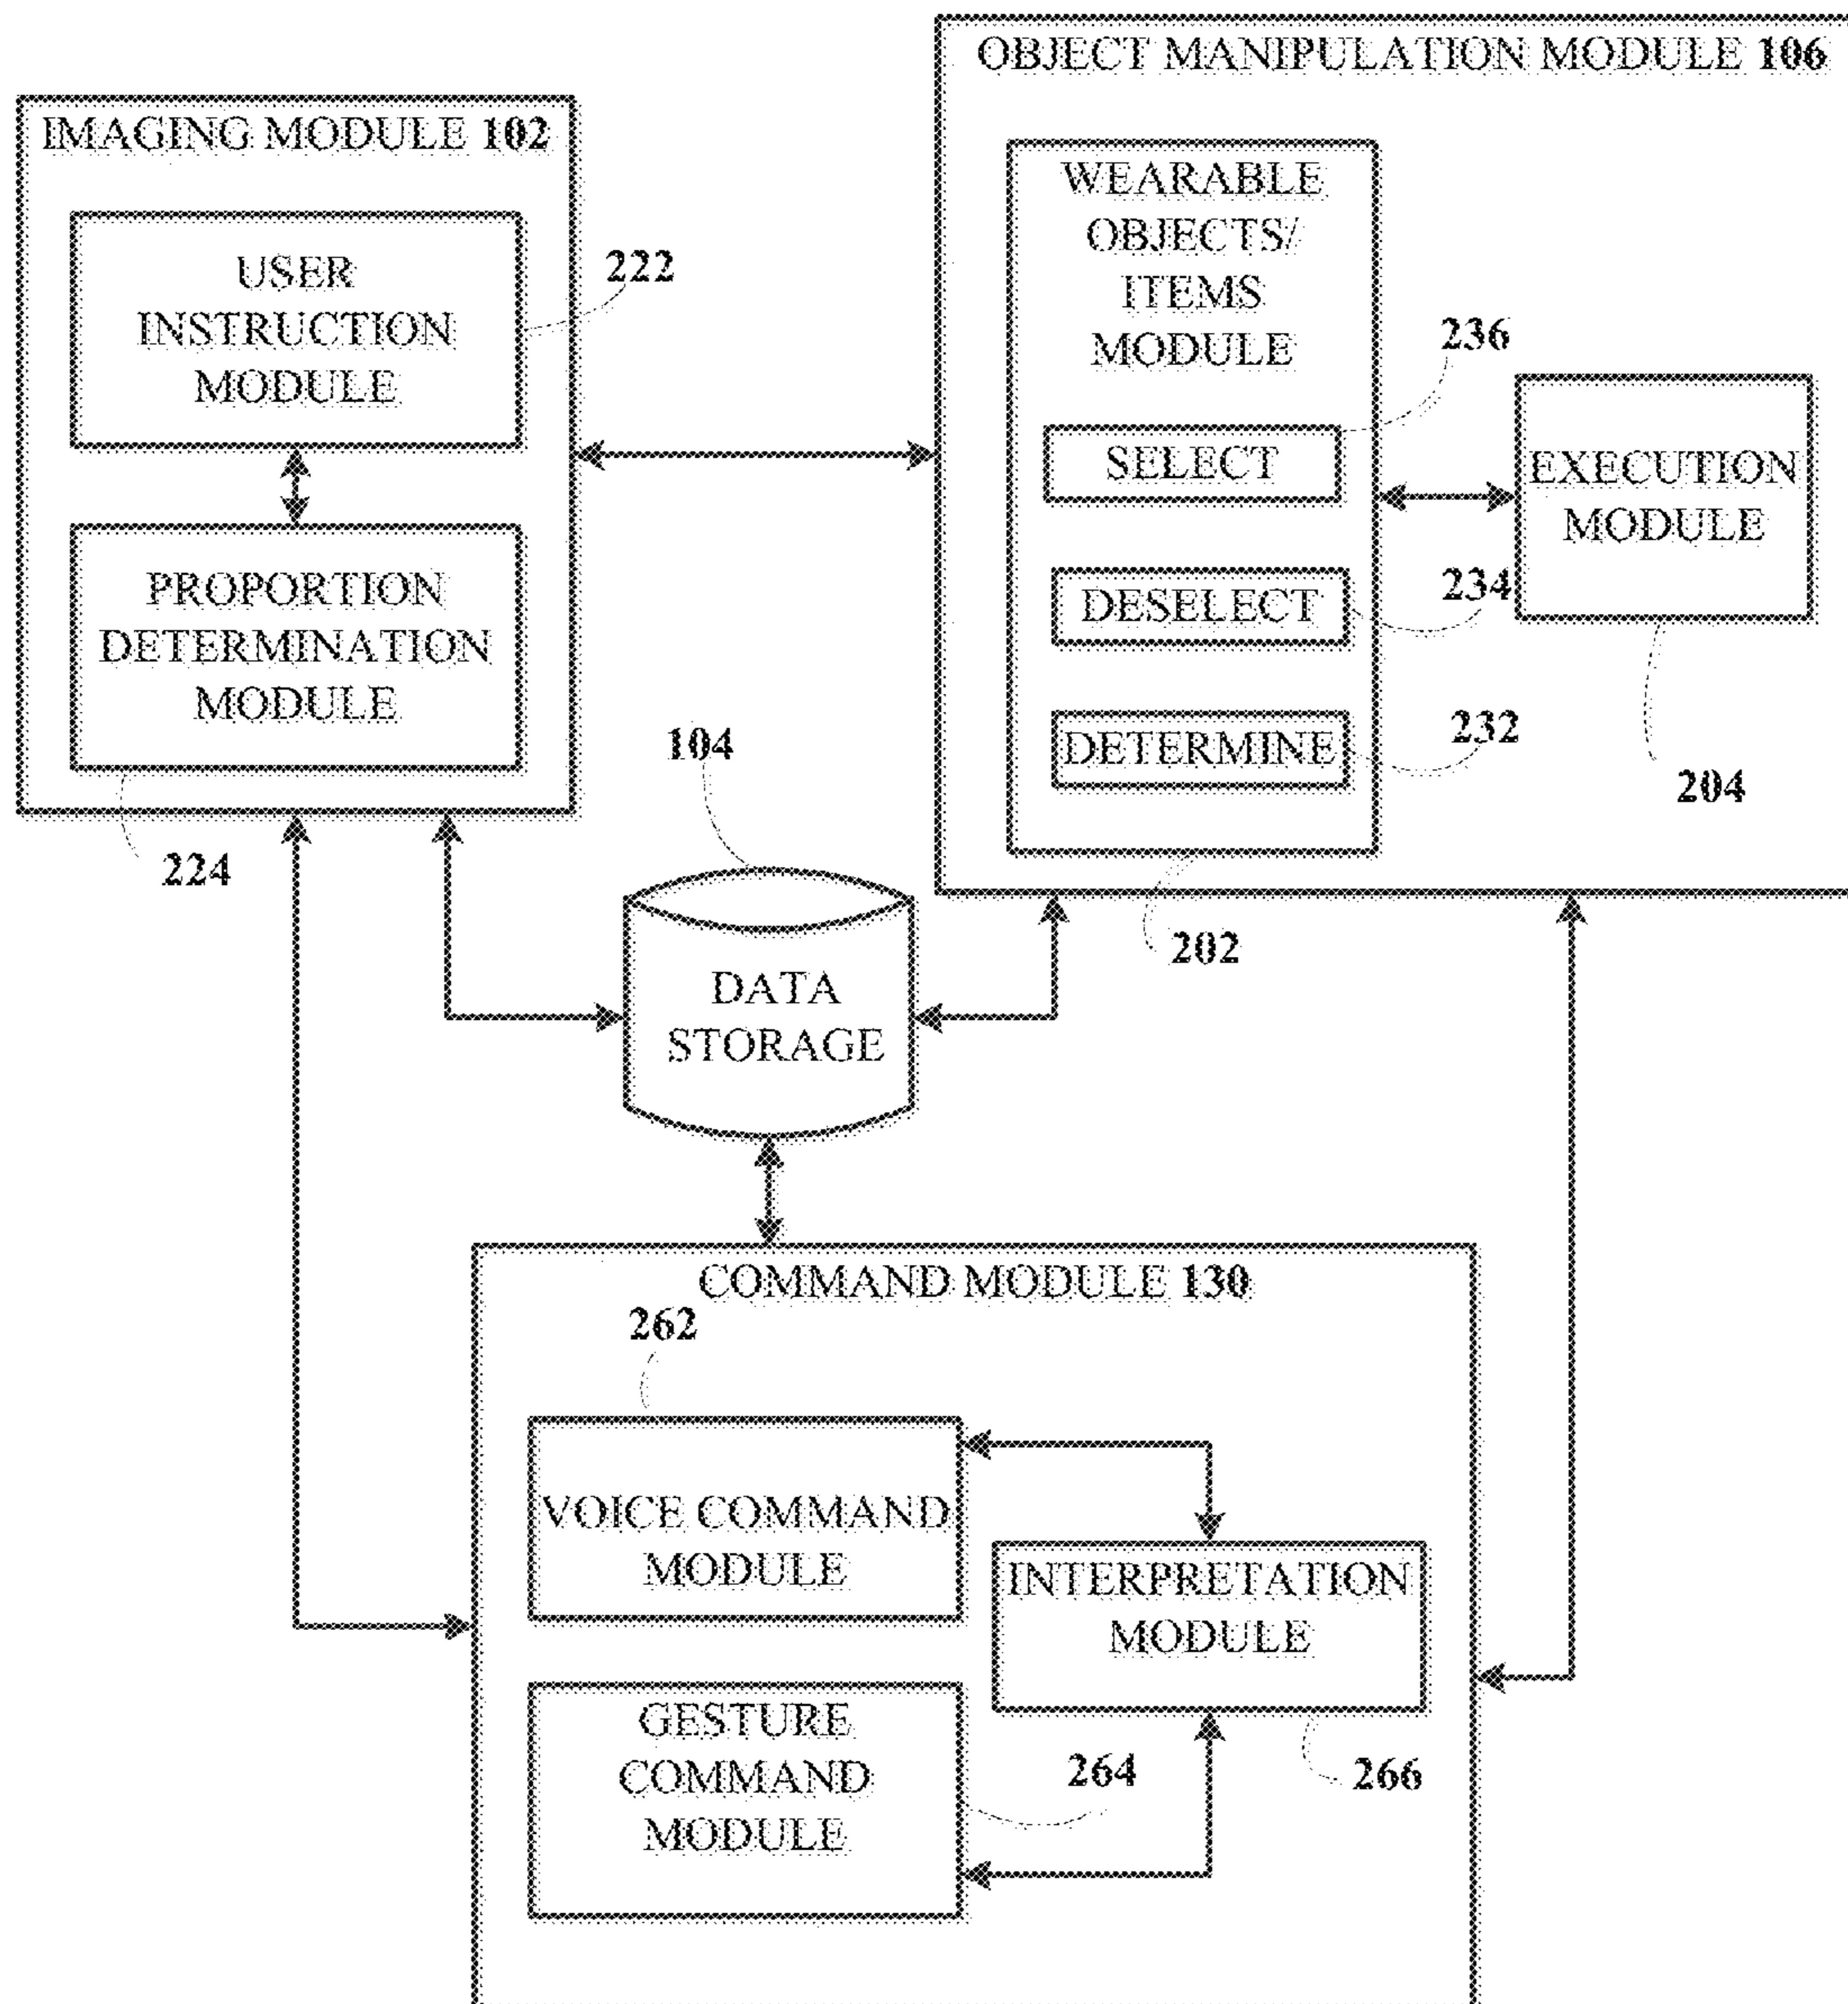 OBJECT MANIPULATION MODULE 106
IMAGING MODULE 102
USER
INSTRUCTION
MODULE
222
PROPORTION
DETERMINATION
MODULE
224
WEARABLE
OBJECTS/
ITEMS
MODULE
236
SELECT
234
DESELECT
232
DETERMINE
202
EXECUTION
MODULE
204
104
DATA
STORAGE
COMMAND MODULE 130
262
VOICE COMMAND
MODULE
INTERPRETATION
MODULE
266
GESTURE
COMMAND
MODULE
264